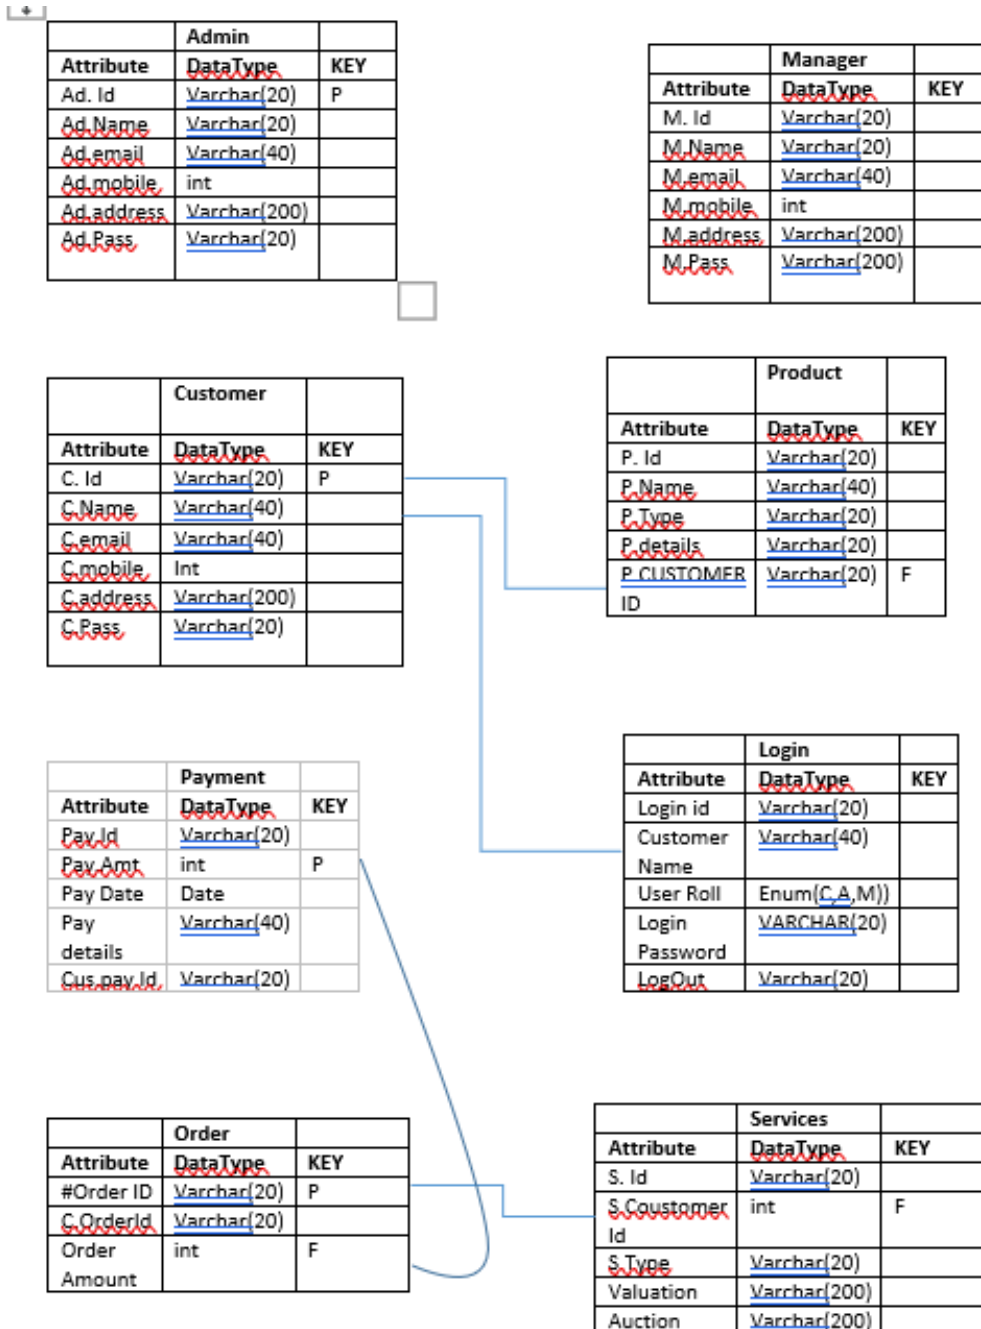 Admin
Attribute DataType KEY
Ad. Id Varchar(20) P
Ad.Name Varchar(20)
Ad.email Varchar(40)
Ad.mobile int
Ad.address Varchar(200)
Ad.Pass Varchar(20)
Manager
Attribute DataType KEY
M. Id Varchar(20)
M.Name Varchar(20)
M.email Varchar(40)
M.mobile int
M.address Varchar(200)
M.Pass Varchar(200)
Customer
Attribute DataType KEY
C. Id Varchar(20) P
C.Name Varchar(40)
C.email Varchar(40)
C.mobile Int
C.address Varchar(200)
C.Pass Varchar(20)
Product
Attribute DataType KEY
P. Id Varchar(20)
P.Name Varchar(40)
P.Type Varchar(20)
P.details Varchar(20)
P.CUSTOMER Varchar(20) F
ID
Payment
Attribute DataType KEY
Pay.Id Varchar(20)
Pay.Amt int P
Pay Date Date
Pay Varchar(40)
details
Cus.pay.Id Varchar(20)
Login
Attribute DataType KEY
Login id Varchar(20)
Customer Varchar(40)
Name
User Roll Enum(C,A,M))
Login VARCHAR(20)
Password
LogOut Varchar(20)
Order
Attribute DataType KEY
#Order ID Varchar(20) P
C.OrderId Varchar(20)
Order int F
Amount
Services
Attribute DataType KEY
S. Id Varchar(20)
S.Coustomer int F
Id
S.Type Varchar(20)
Valuation Varchar(200)
Auction Varchar(200)